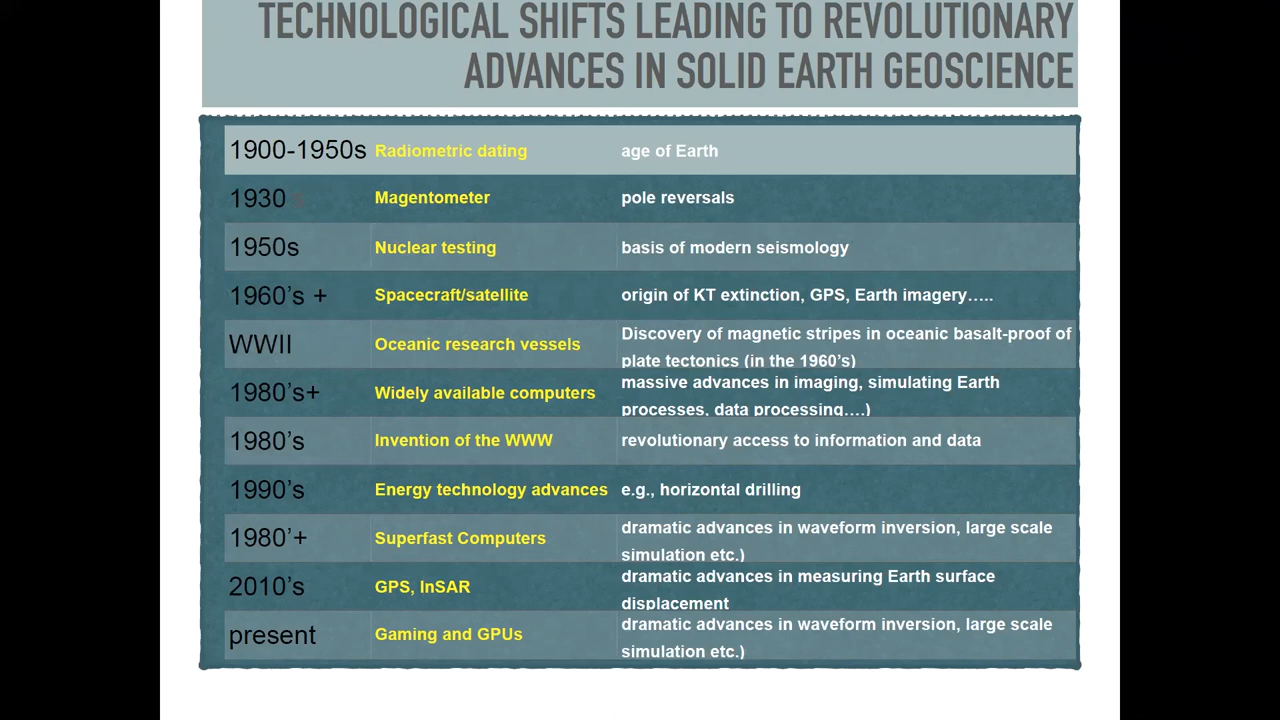 TECHNOLOGICAL SHIFTS LEADING TO REVOLUTIONARY
ADVANCES IN SOLID EARTH GEOSCIENCE
1900-1950s Radiometric dating age of Earth
1930 Magentometer pole reversals
1950s Nuclear testing basis of modern seismology
1960’s + Spacecraft/satellite origin of KT extinction, GPS, Earth imagery…..
WWII Oceanic research vessels Discovery of magnetic stripes in oceanic basalt-proof of
plate tectonics (in the 1960’s)
1980’s+ Widely available computers massive advances in imaging, simulating Earth
processes, data processing….)
1980’s Invention of the WWW revolutionary access to information and data
1990’s Energy technology advances e.g., horizontal drilling
1980’+ Superfast Computers dramatic advances in waveform inversion, large scale
simulation etc.)
2010’s GPS, InSAR dramatic advances in measuring Earth surface
displacement
present Gaming and GPUs dramatic advances in waveform inversion, large scale
simulation etc.)